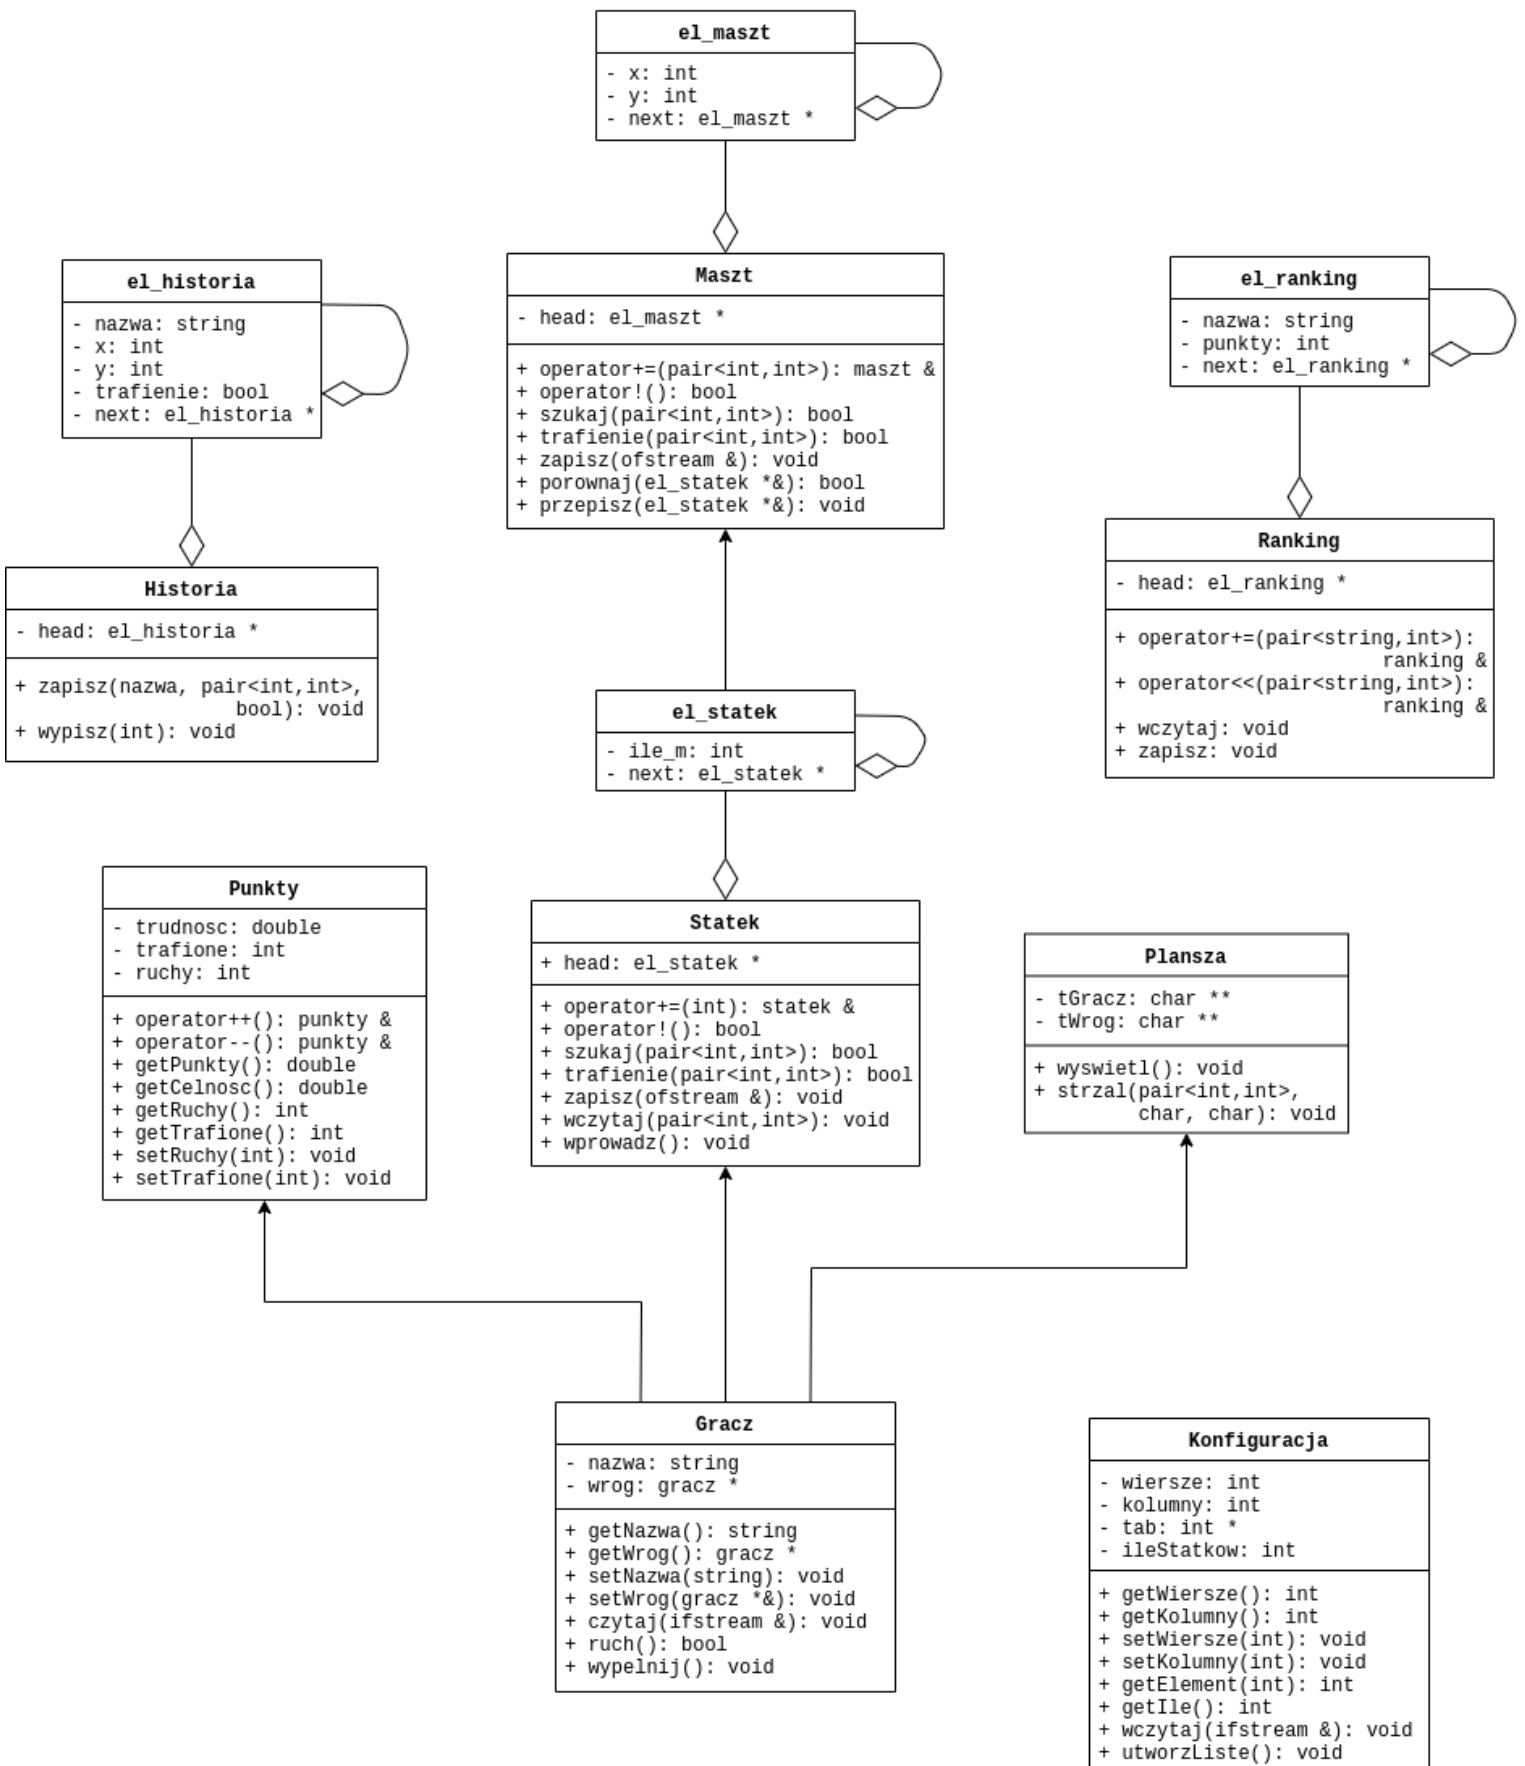 el_maszt
- x: int
- y: int
- next: el_maszt *
el_historia
- nazwa: string
- x: int
- y: int
- trafienie: bool
- next: el_historia *
Maszt
- head: el_maszt *
+ operator+=(pair<int,int>): maszt &
+ operator!(): bool
+ szukaj(pair<int,int>): bool
+ trafienie(pair<int,int>): bool
+ zapisz(ofstream &): void
+ porownaj(el_statek *&): bool
+ przepisz(el_statek *&): void
el_ranking
- nazwa: string
- punkty: int
- next: el_ranking *
Historia
- head: el_historia *
+ zapisz(nazwa, pair<int,int>,
bool): void
+ wypisz(int): void
Ranking
- head: el_ranking *
+ operator+=(pair<string,int>):
ranking &
+ operator<<(pair<string,int>):
ranking &
+ wczytaj: void
+ zapisz: void
el_statek
- ile_m: int
- next: el_statek *
Punkty
- trudnosc: double
- trafione: int
- ruchy: int
+ operator++(): punkty &
+ operator--(): punkty &
+ getPunkty(): double
+ getCelnosc(): double
+ getRuchy(): int
+ getTrafione(): int
+ setRuchy(int): void
+ setTrafione(int): void
Statek
+ head: el_statek *
+ operator+=(int): statek &
+ operator!(): bool
+ szukaj(pair<int,int>): bool
+ trafienie(pair<int,int>): bool
+ zapisz(ofstream &): void
+ wczytaj(pair<int,int>): void
+ wprowadz(): void
Plansza
- tGracz: char **
- tWrog: char **
+ wyswietl(): void
+ strzal(pair<int,int>,
char, char): void
Gracz
- nazwa: string
- wrog: gracz *
+ getNazwa(): string
+ getWrog(): gracz *
+ setNazwa(string): void
+ setWrog(gracz *&): void
+ czytaj(ifstream &): void
+ ruch(): bool
+ wypelnij(): void
Konfiguracja
- wiersze: int
- kolumny: int
- tab: int *
- ileStatkow: int
+ getWiersze(): int
+ getKolumny(): int
+ setWiersze(int): void
+ setKolumny(int): void
+ getElement(int): int
+ getIle(): int
+ wczytaj(ifstream &): void
+ utworzListe(): void